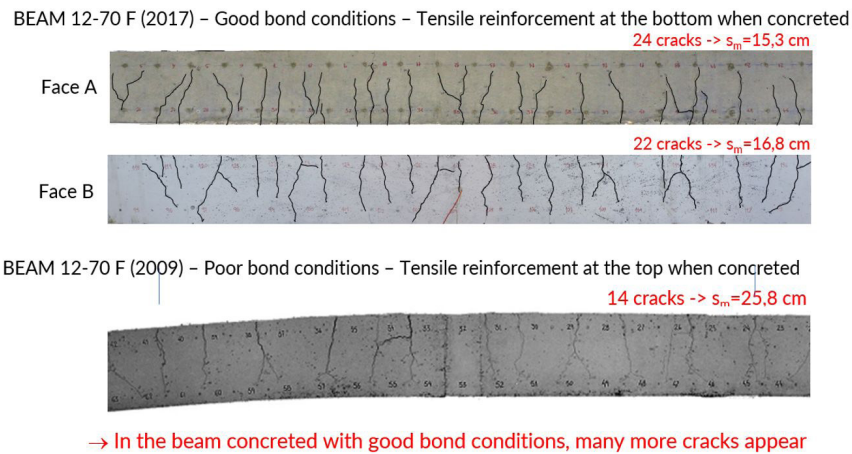 BEAM 12-70 F (2017) – Good bond conditions – Tensile reinforcement at the bottom when concreted
24 cracks -> sm=15,3 cm
Face A
22 cracks -> sm=16,8 cm
Face B
BEAM 12-70 F (2009) – Poor bond conditions – Tensile reinforcement at the top when concreted
14 cracks -> sm=25,8 cm
→ In the beam concreted with good bond conditions, many more cracks appear